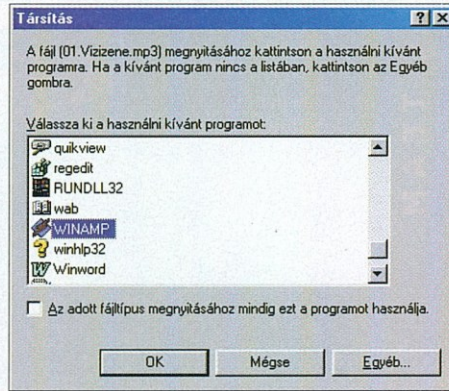 Társítás
A fájl (01.Vizizene.mp3) megnyitásához kattintson a használni kívánt
programra. Ha a kívánt program nincs a listában, kattintson az Egyéb
gombra.
Válassza ki a használni kívánt programot:
quikview
regedit
RUNDLL32
wab
WINAMP
winhlp32
Winword
Az adott fájltípus megnyitásához mindig ezt a programot használja.
OK
Mégse
Egyéb...